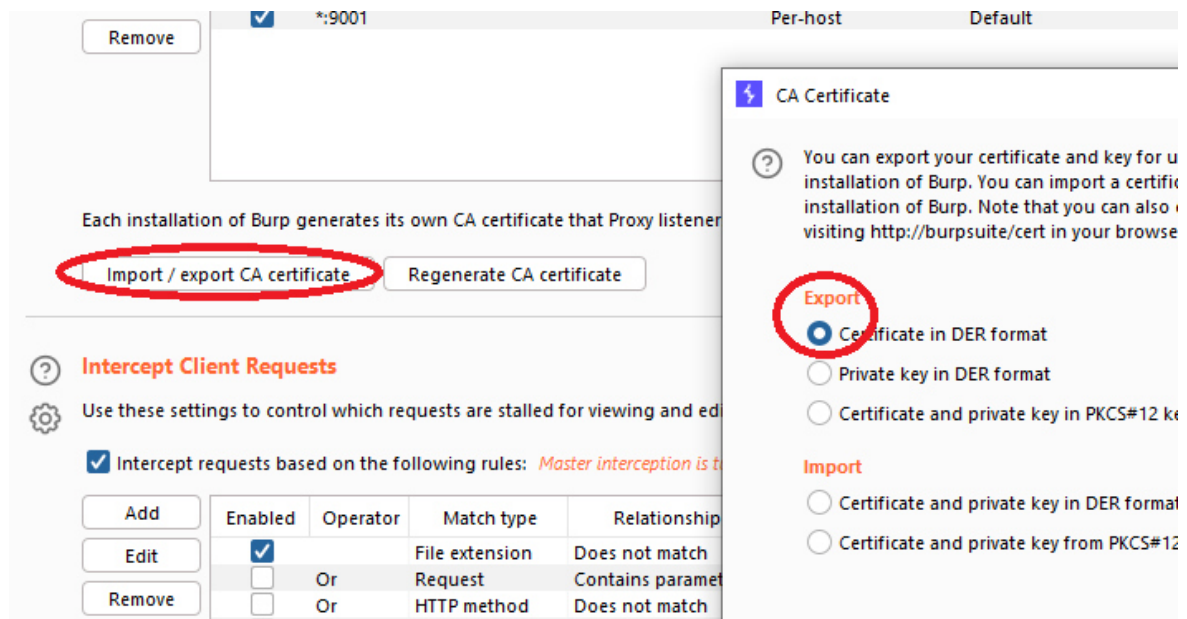 *:9001 Per-host Default
Remove
CA Certificate
You can export your certificate and key for u
installation of Burp. You can import a certific
installation of Burp. Note that you can also
visiting http://burpsuite/cert in your browse
Each installation of Burp generates its own CA certificate that Proxy listener
Import / export CA certificate Regenerate CA certificate
Export
Certificate in DER format
Private key in DER format
Certificate and private key in PKCS#12 ke
Import
Certificate and private key in DER format
Certificate and private key from PKCS#12
Intercept Client Requests
Use these settings to control which requests are stalled for viewing and edi
Intercept requests based on the following rules: Master interception is t
Add
Edit
Remove
Enabled Operator Match type Relationship
File extension Does not match
Or Request Contains paramet
Or HTTP method Does not match